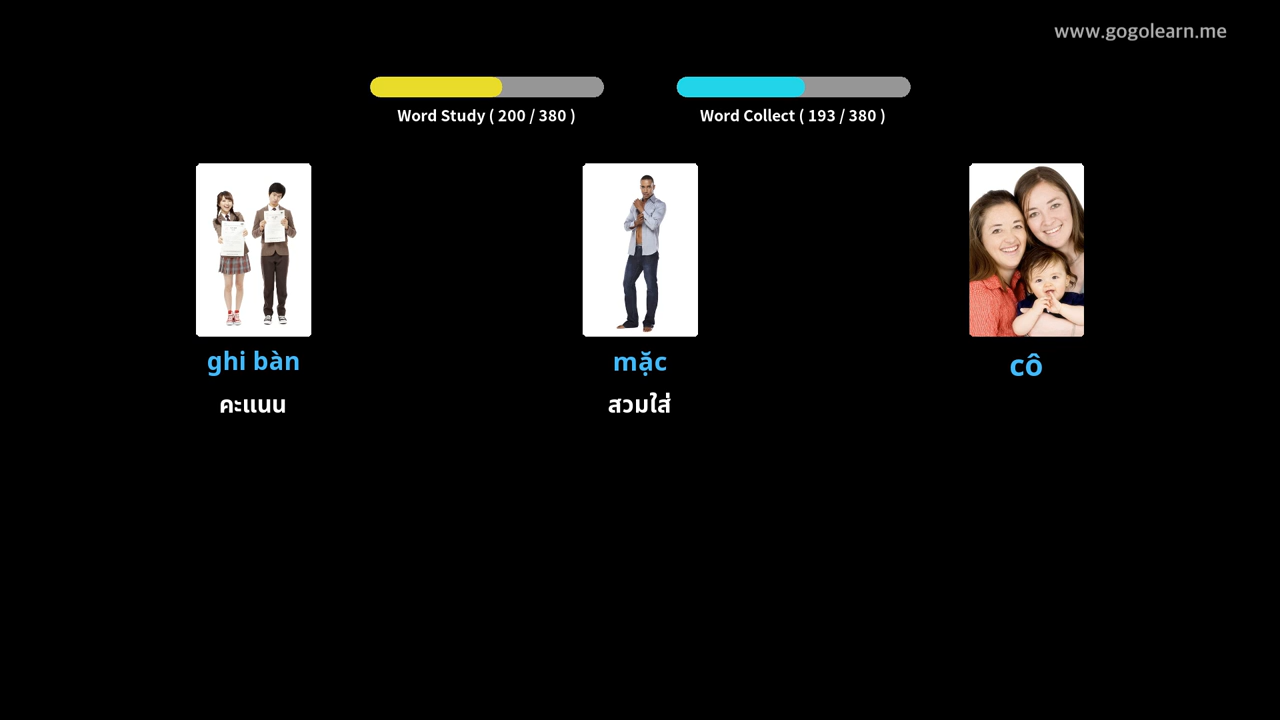 www.gogolearn.me
Word Study ( 200 / 380 )
Word Collect ( 193 / 380 )
ghi bàn
mặc
cô
คะแนน
สวมใส่